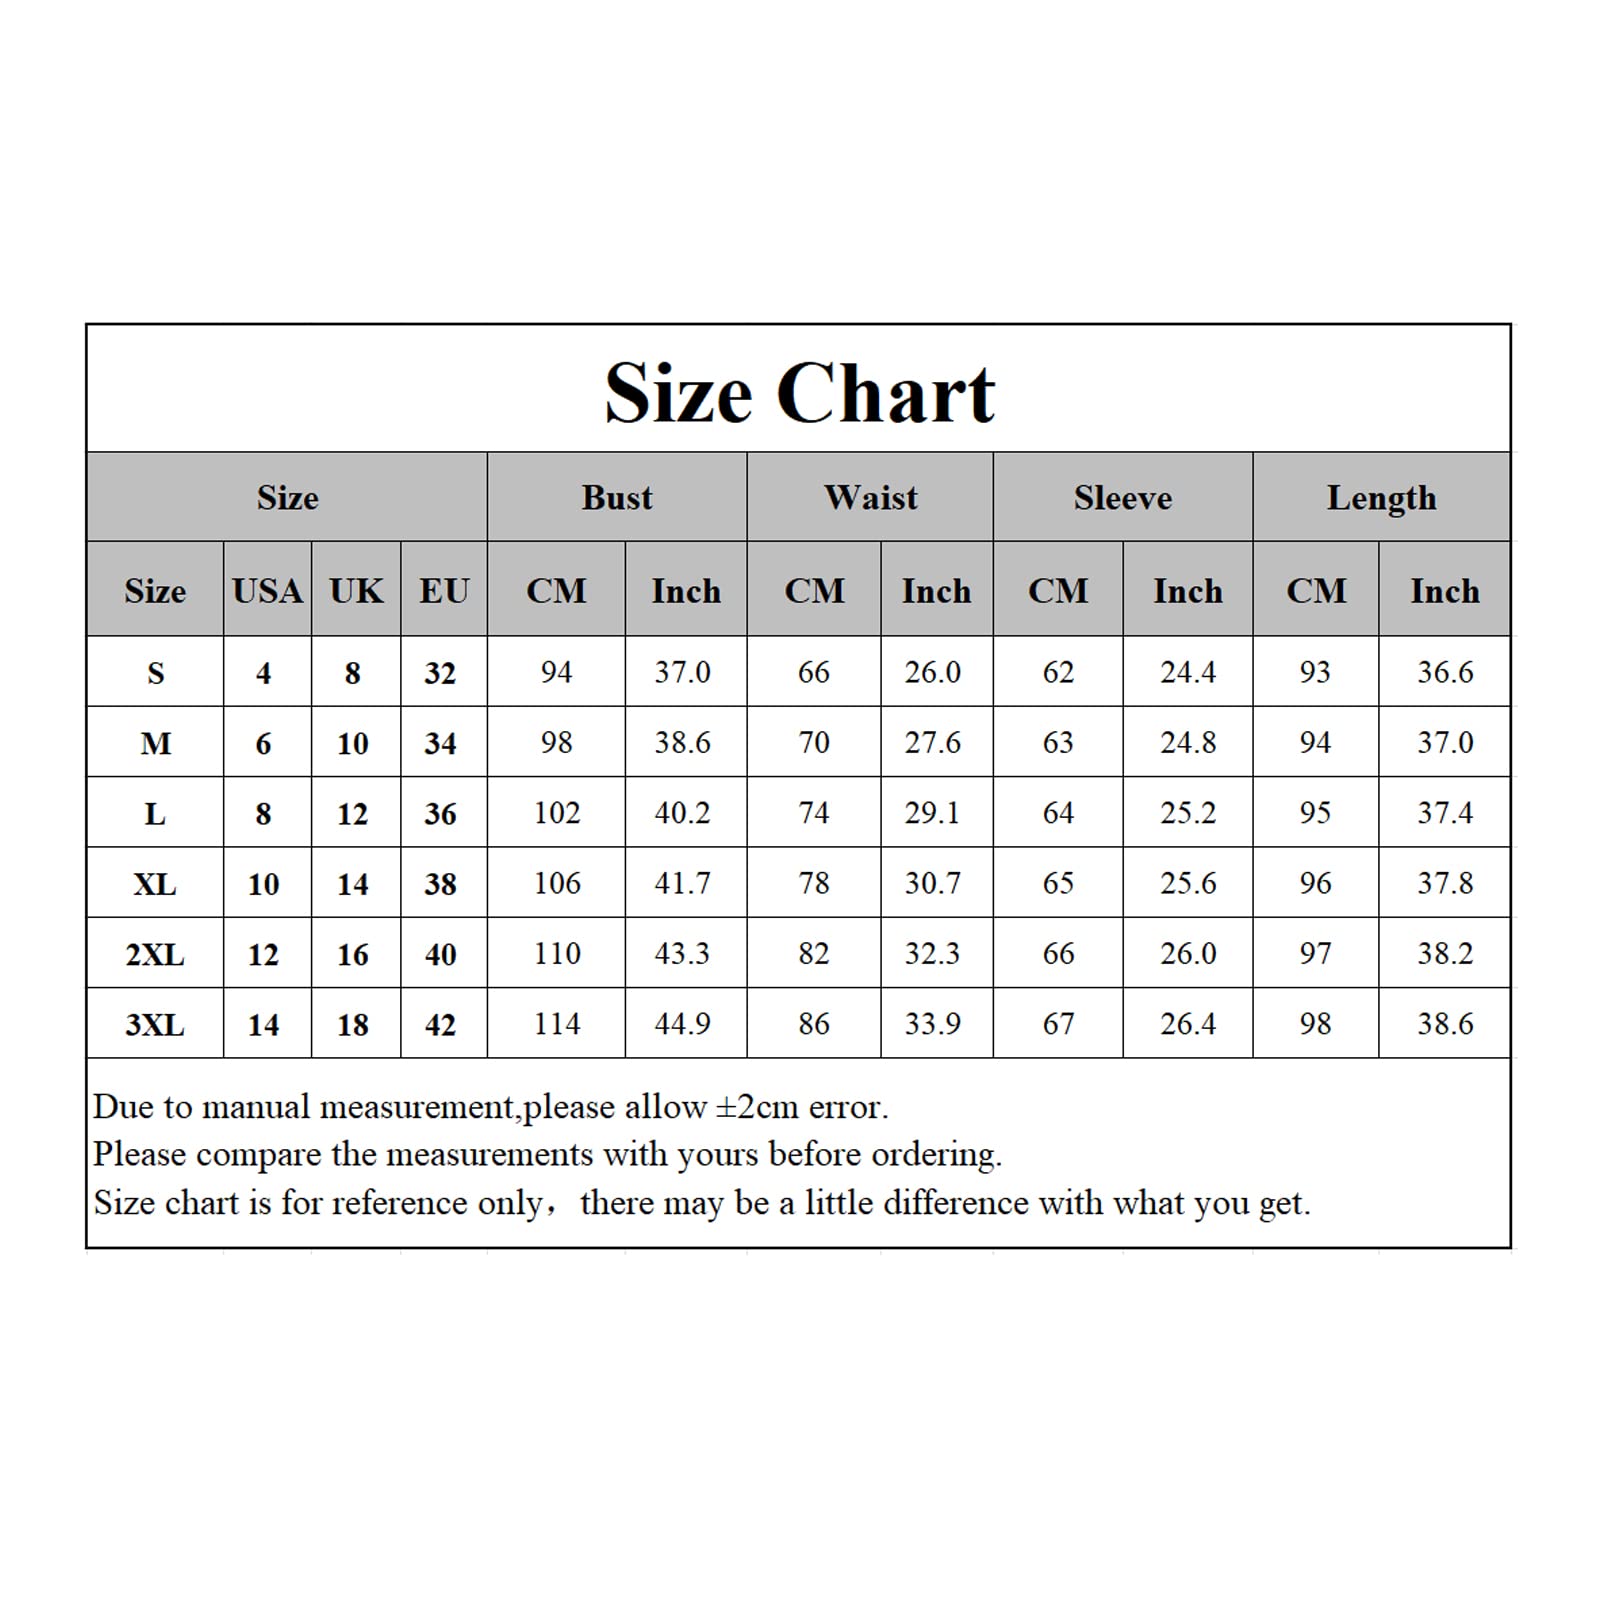 Size Chart
Size Bust Waist Sleeve Length
Size USA UK EU CM Inch CM Inch CM Inch CM Inch
S 4 8 32 94 37.0 66 26.0 62 24.4 93 36.6
M 6 10 34 98 38.6 70 27.6 63 24.8 94 37.0
L 8 12 36 102 40.2 74 29.1 64 25.2 95 37.4
XL 10 14 38 106 41.7 78 30.7 65 25.6 96 37.8
2XL 12 16 40 110 43.3 82 32.3 66 26.0 97 38.2
3XL 14 18 42 114 44.9 86 33.9 67 26.4 98 38.6
Due to manual measurement,please allow ±2cm error.
Please compare the measurements with yours before ordering.
Size chart is for reference only，there may be a little difference with what you get.